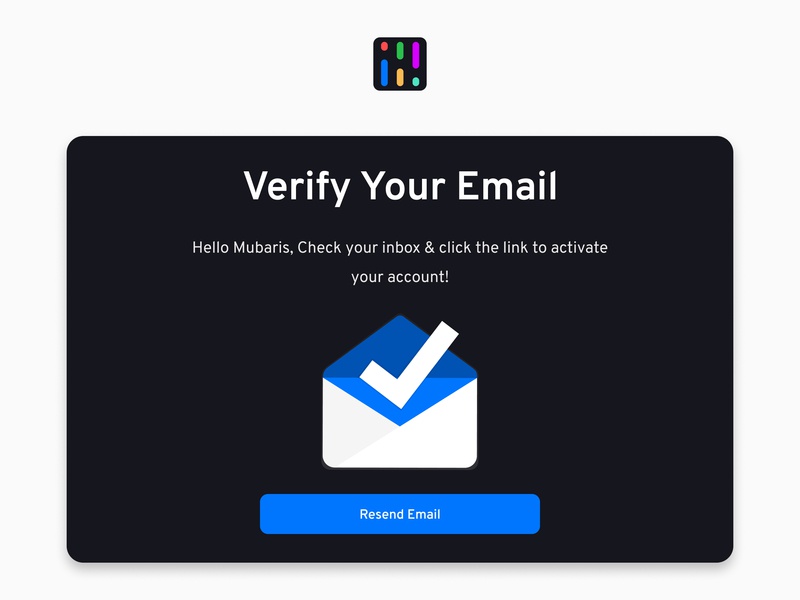 Verify Your Email
Hello Mubaris, Check your inbox & click the link to activate
your account!
Resend Email